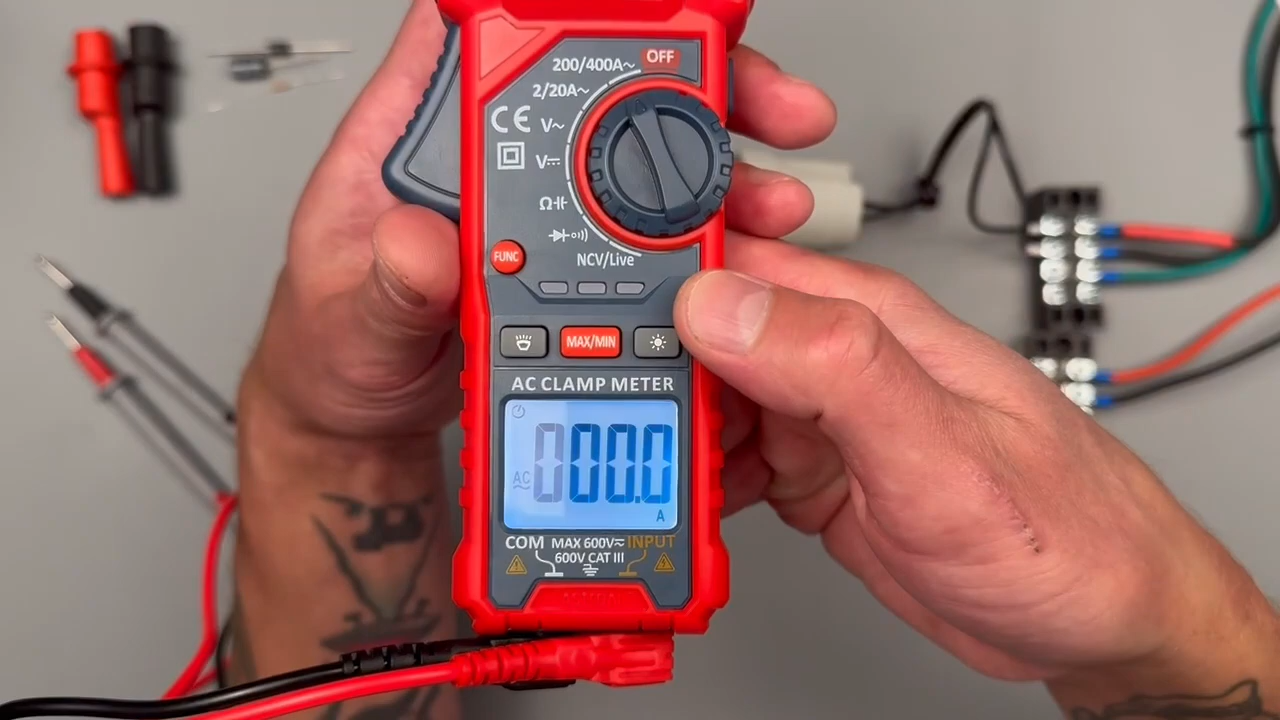 OFF
200/400A~
2/20A~
CE
V~
V⎓
Ω⊣⊢
NCV/Live
FUNC
MAX/MIN
AC CLAMP METER
AC
000.0
A
COM MAX 600V≂ INPUT
600V CAT III